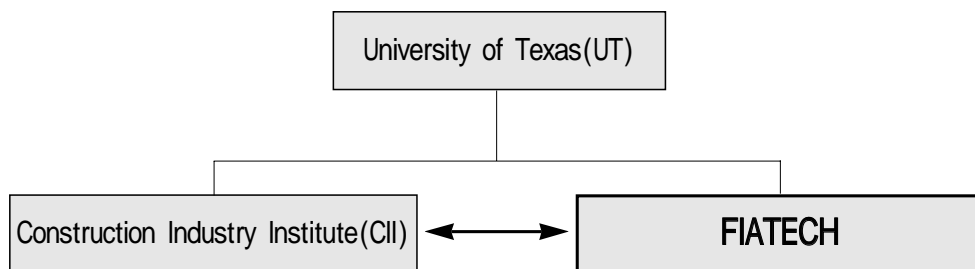 University of Texas(UT)
Construction Industry Institute(CII)
FIATECH